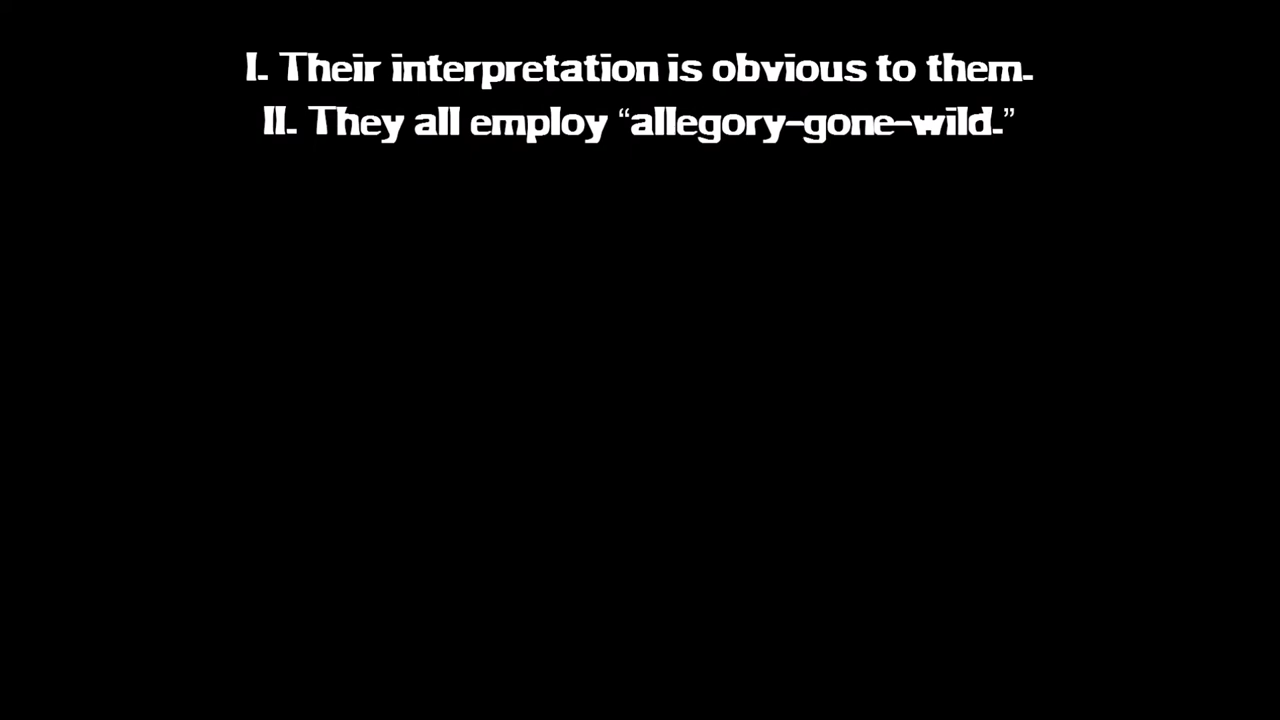 I. Their interpretation is obvious to them.
II. They all employ “allegory-gone-wild.”